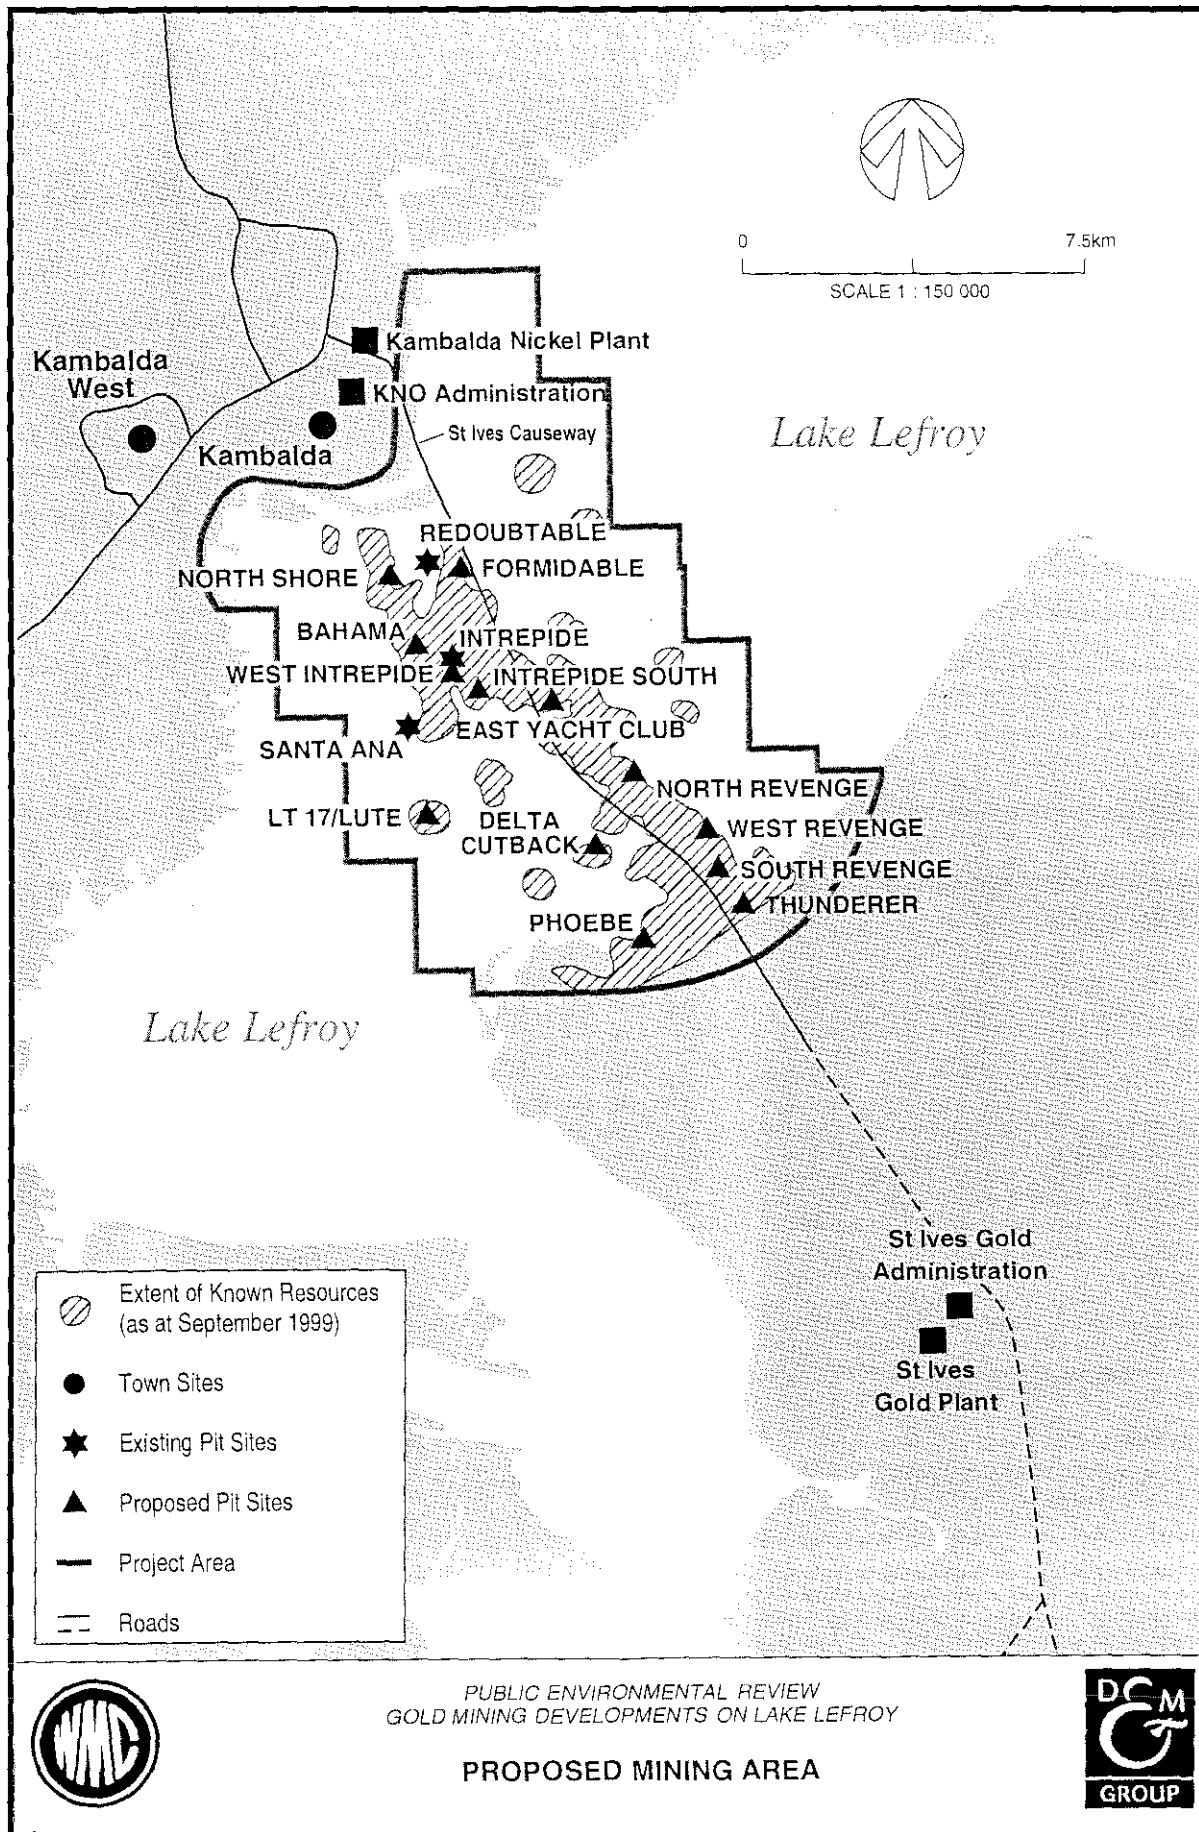 0 7.5km
SCALE 1 : 150 000
Kambalda Nickel Plant
Kambalda
West
KNO Administration
Lake Lefroy
St Ives Causeway
Kambalda
REDOUBTABLE
NORTH SHORE
FORMIDABLE
BAHAMA
INTREPIDE
WEST INTREPIDE
INTREPIDE SOUTH
EAST YACHT CLUB
SANTA ANA
NORTH REVENGE
LT 17/LUTE
DELTA
CUTBACK
WEST REVENGE
SOUTH REVENGE
THUNDERER
PHOEBE
Lake Lefroy
St Ives Gold
Administration
St Ives
Gold Plant
Extent of Known Resources
(as at September 1999)
Town Sites
Existing Pit Sites
Proposed Pit Sites
Project Area
Roads
WMC
PUBLIC ENVIRONMENTAL REVIEW
GOLD MINING DEVELOPMENTS ON LAKE LEFROY
PROPOSED MINING AREA
D&M
GROUP